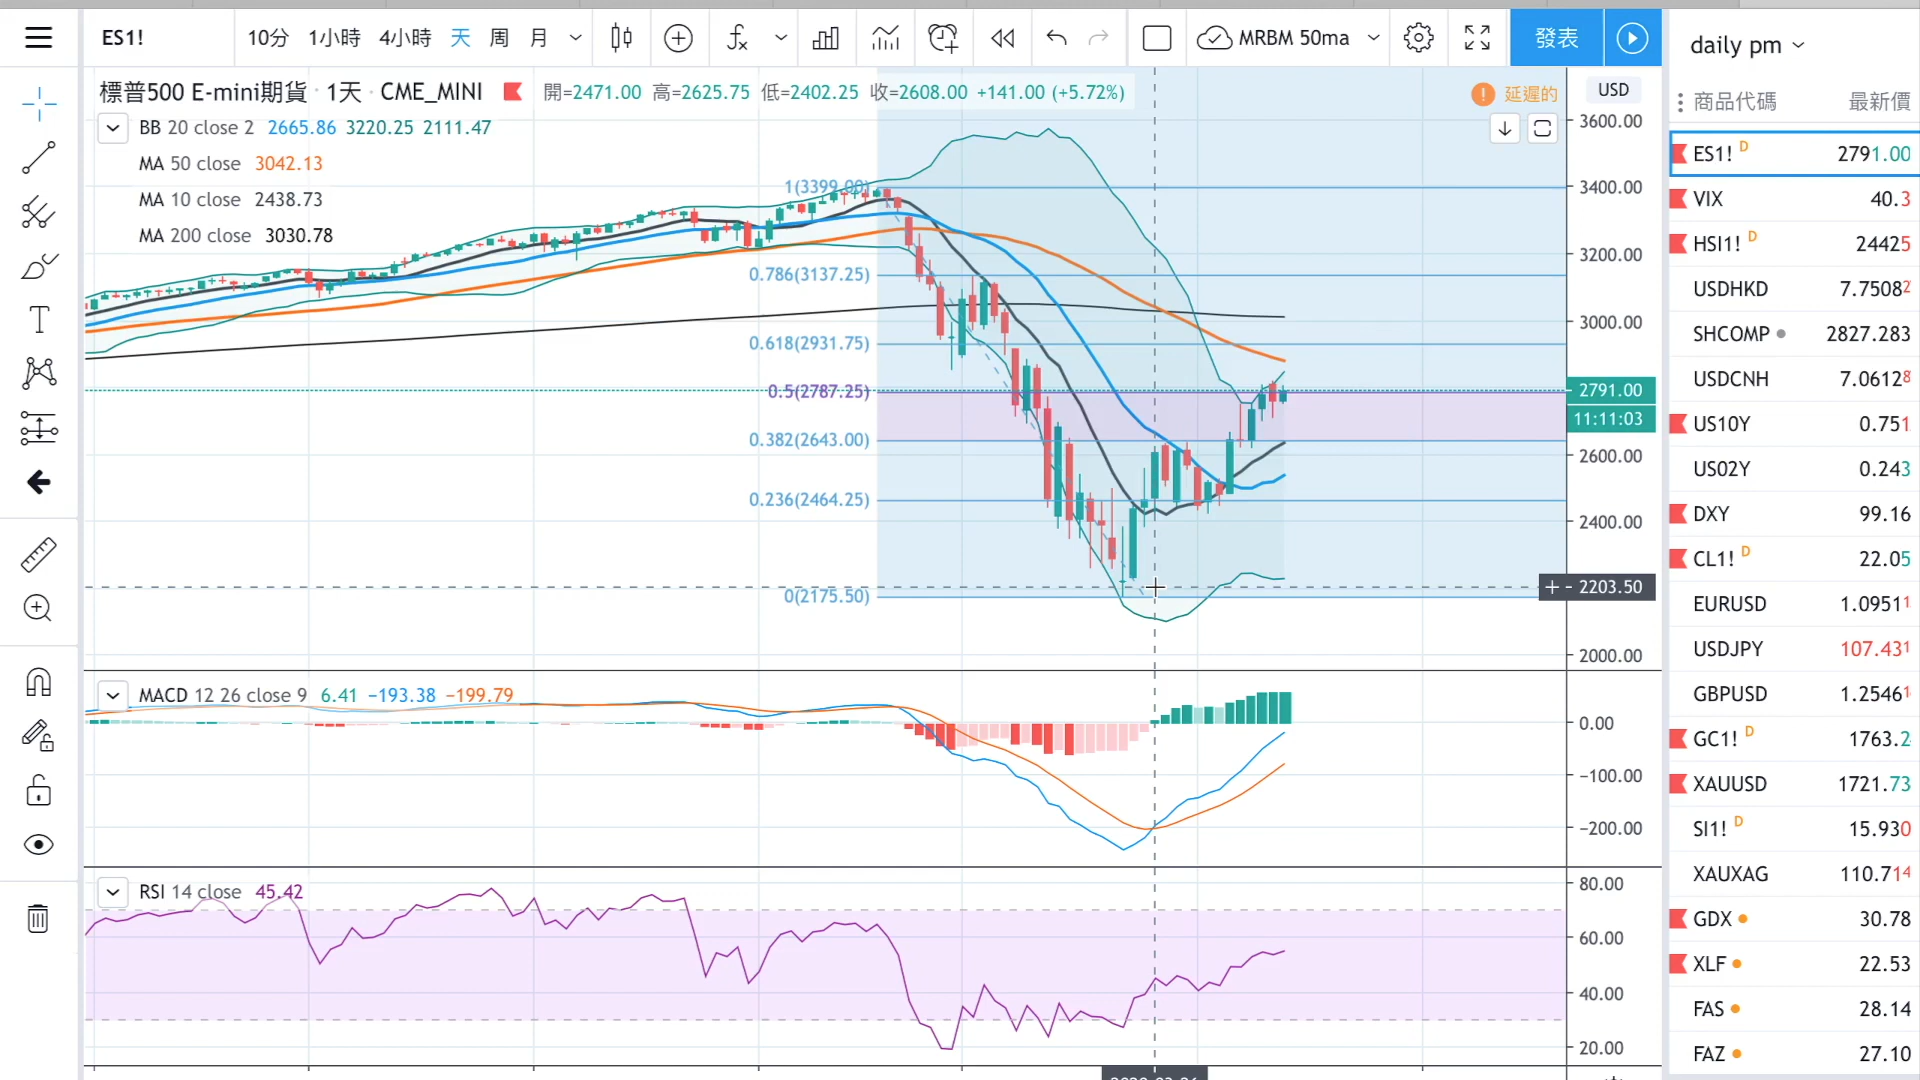 ES1!
10分 1小時 4小時 天 周 月
MRBM 50ma
發表
daily pm
標普500 E-mini期貨 · 1天 · CME_MINI
開=2471.00 高=2625.75 低=2402.25 收=2608.00 +141.00 (+5.72%)
延遲的
USD
商品代碼 最新價
BB 20 close 2 2665.86 3220.25 2111.47
MA 50 close 3042.13
MA 10 close 2438.73
MA 200 close 3030.78
1(3399.00)
0.786(3137.25)
0.618(2931.75)
0.5(2787.25)
0.382(2643.00)
0.236(2464.25)
0(2175.50)
3600.00
3400.00
3200.00
3000.00
2791.00
11:11:03
2600.00
2400.00
2203.50
2000.00
MACD 12 26 close 9 6.41 −193.38 −199.79
0.00
−100.00
−200.00
RSI 14 close 45.42
80.00
60.00
40.00
20.00
ES1! D 2791.00
VIX 40.3
HSI1! D 24425
USDHKD 7.75082
SHCOMP 2827.283
USDCNH 7.06128
US10Y 0.751
US02Y 0.243
DXY 99.16
CL1! D 22.05
EURUSD 1.09511
USDJPY 107.431
GBPUSD 1.25461
GC1! D 1763.2
XAUUSD 1721.73
SI1! D 15.930
XAUXAG 110.714
GDX 30.78
XLF 22.53
FAS 28.14
FAZ 27.10